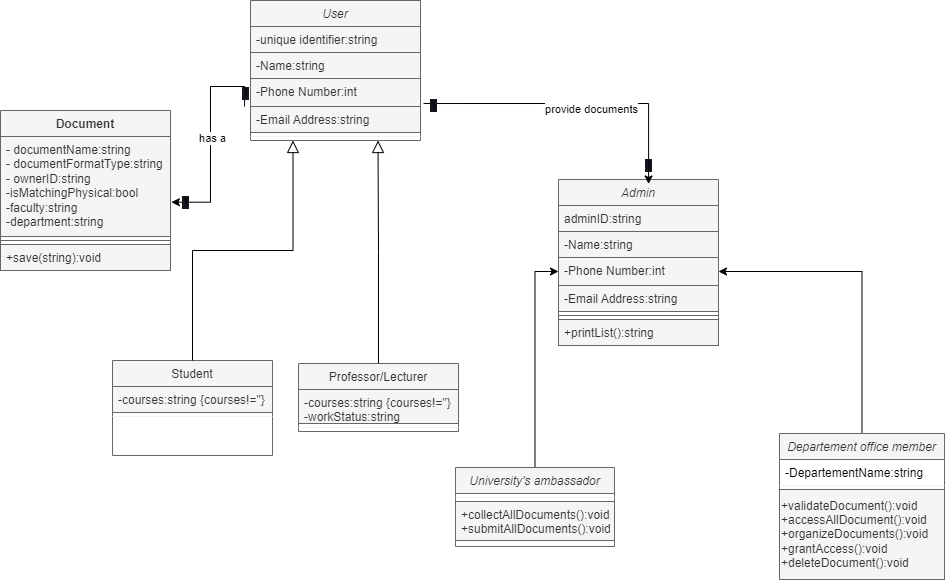 User
-unique identifier:string
-Name:string
-Phone Number:int
-Email Address:string
has a
provide documents
Document
- documentName:string
- documentFormatType:string
- ownerID:string
-isMatchingPhysical:bool
-faculty:string
-department:string
+save(string):void
Admin
adminID:string
-Name:string
-Phone Number:int
-Email Address:string
+printList():string
Student
-courses:string {courses!=''}
Professor/Lecturer
-courses:string {courses!=''}
-workStatus:string
University's ambassador
+collectAllDocuments():void
+submitAllDocuments():void
Departement office member
-DepartementName:string
+validateDocument():void
+accessAllDocument():void
+organizeDocuments():void
+grantAccess():void
+deleteDocument():void